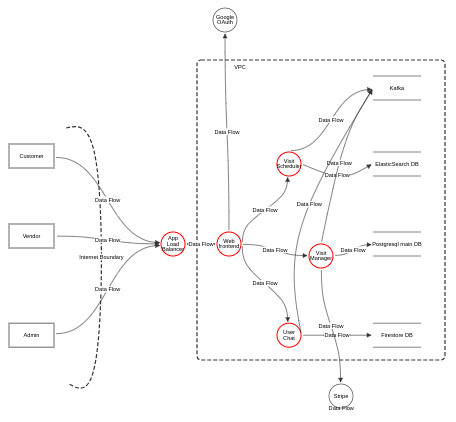 Google
OAuth
VPC
Kafka
Data Flow
Data Flow
Customer
Visit
Scheduler
Data Flow
ElasticSearch DB
Data Flow
Data Flow
Data Flow
Data Flow
Vendor
Data Flow
App
Load
Balancer
Data Flow
Web
frontend
Data Flow
Visit
Manager
Data Flow
Postgresql main DB
Internet Boundary
Data Flow
Data Flow
Admin
User
Chat
Data Flow
Data Flow
Firestore DB
Stripe
Data Flow